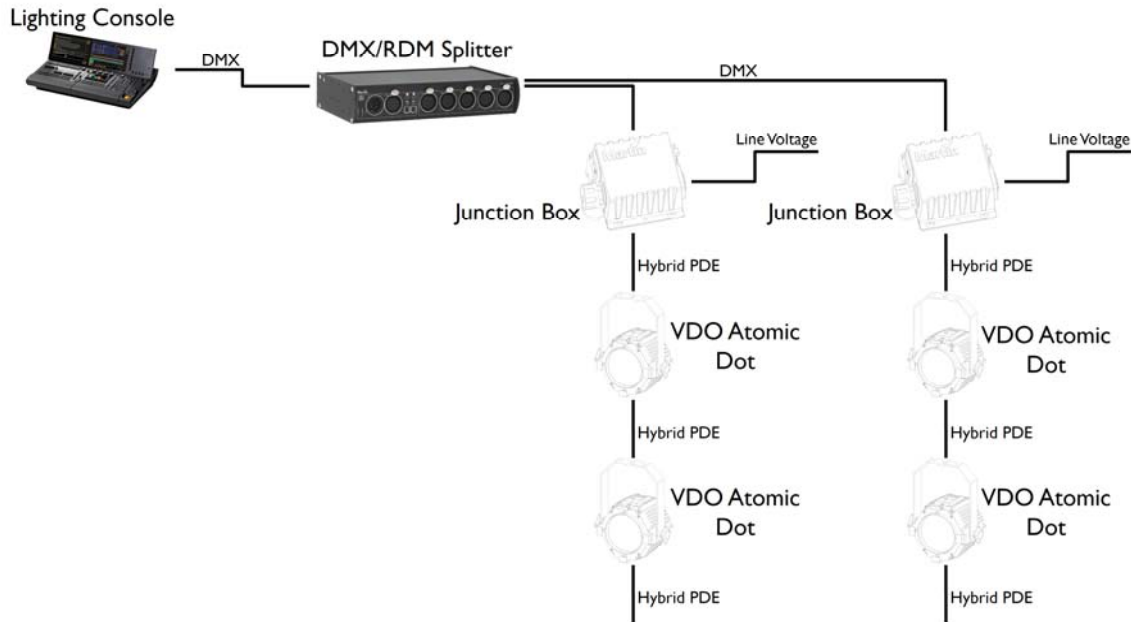 Lighting Console
DMX
DMX/RDM Splitter
DMX
Martin
Line Voltage
Martin
Line Voltage
Junction Box
Junction Box
Hybrid PDE
Hybrid PDE
VDO Atomic
Dot
VDO Atomic
Dot
Hybrid PDE
Hybrid PDE
VDO Atomic
Dot
VDO Atomic
Dot
Hybrid PDE
Hybrid PDE